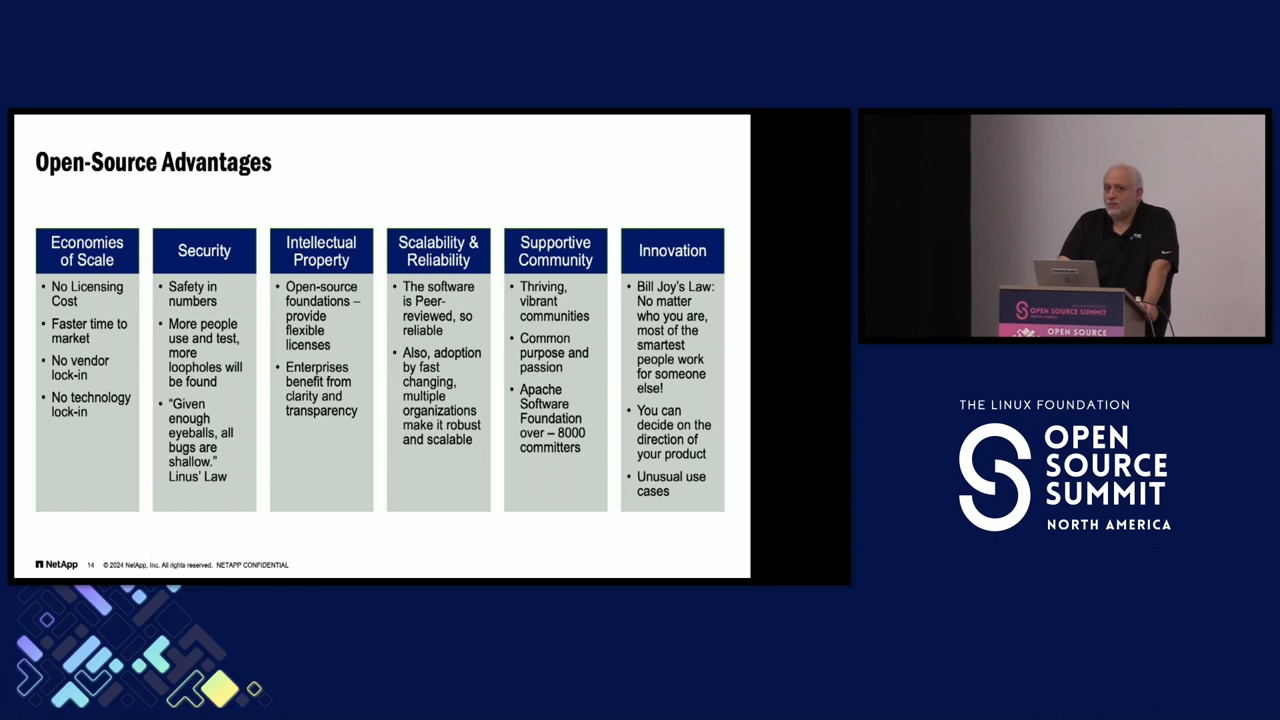 Open-Source Advantages
Economies
of Scale
• No Licensing
Cost
• Faster time to
market
• No vendor
lock-in
• No technology
lock-in
Security
• Safety in
numbers
• More people
use and test,
more
loopholes will
be found
• “Given
enough
eyeballs, all
bugs are
shallow.”
Linus’ Law
Intellectual
Property
• Open-source
foundations –
provide
flexible
licenses
• Enterprises
benefit from
clarity and
transparency
Scalability &
Reliability
• The software
is Peer-
reviewed, so
reliable
• Also, adoption
by fast
changing,
multiple
organizations
make it robust
and scalable
Supportive
Community
• Thriving,
vibrant
communities
• Common
purpose and
passion
• Apache
Software
Foundation
over – 8000
committers
Innovation
• Bill Joy’s Law:
No matter
who you are,
most of the
smartest
people work
for someone
else!
• You can
decide on the
direction of
your product
• Unusual use
cases
NetApp 14 © 2024 NetApp, Inc. All rights reserved. NETAPP CONFIDENTIAL
OPEN SOURCE SUMMIT
OPEN SOURCE
THE LINUX FOUNDATION
OPEN
SOURCE
SUMMIT
NORTH AMERICA